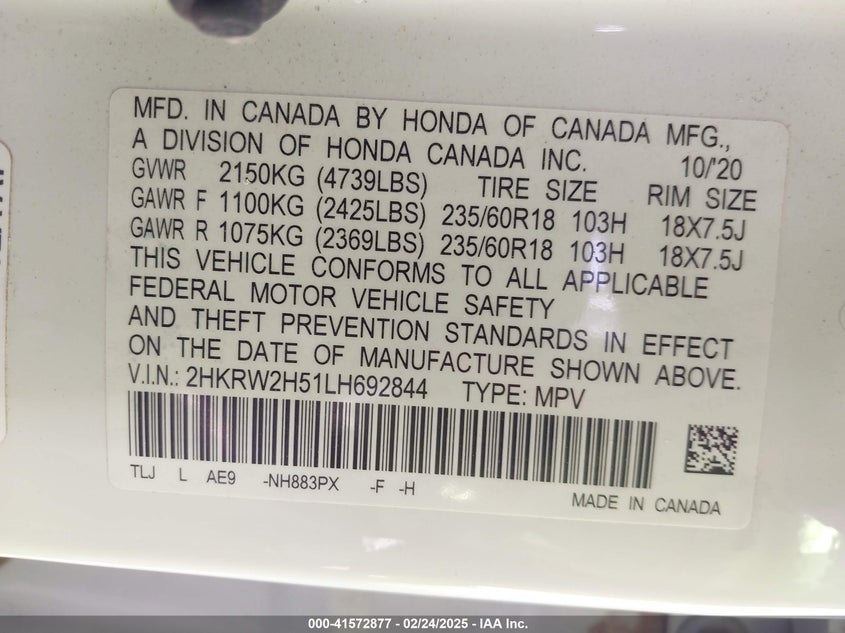 MFD. IN CANADA BY HONDA OF CANADA MFG.,
A DIVISION OF HONDA CANADA INC. 10/'20
GVWR 2150KG (4739LBS) TIRE SIZE RIM SIZE
GAWR F 1100KG (2425LBS) 235/60R18 103H 18X7.5J
GAWR R 1075KG (2369LBS) 235/60R18 103H 18X7.5J
THIS VEHICLE CONFORMS TO ALL APPLICABLE
FEDERAL MOTOR VEHICLE SAFETY
AND THEFT PREVENTION STANDARDS IN EFFECT
ON THE DATE OF MANUFACTURE SHOWN ABOVE.
V.I.N.: 2HKRW2H51LH692844 TYPE: MPV
TLJ L AE9 -NH883PX -F -H
MADE IN CANADA
000-41572877 - 02/24/2025 - IAA Inc.